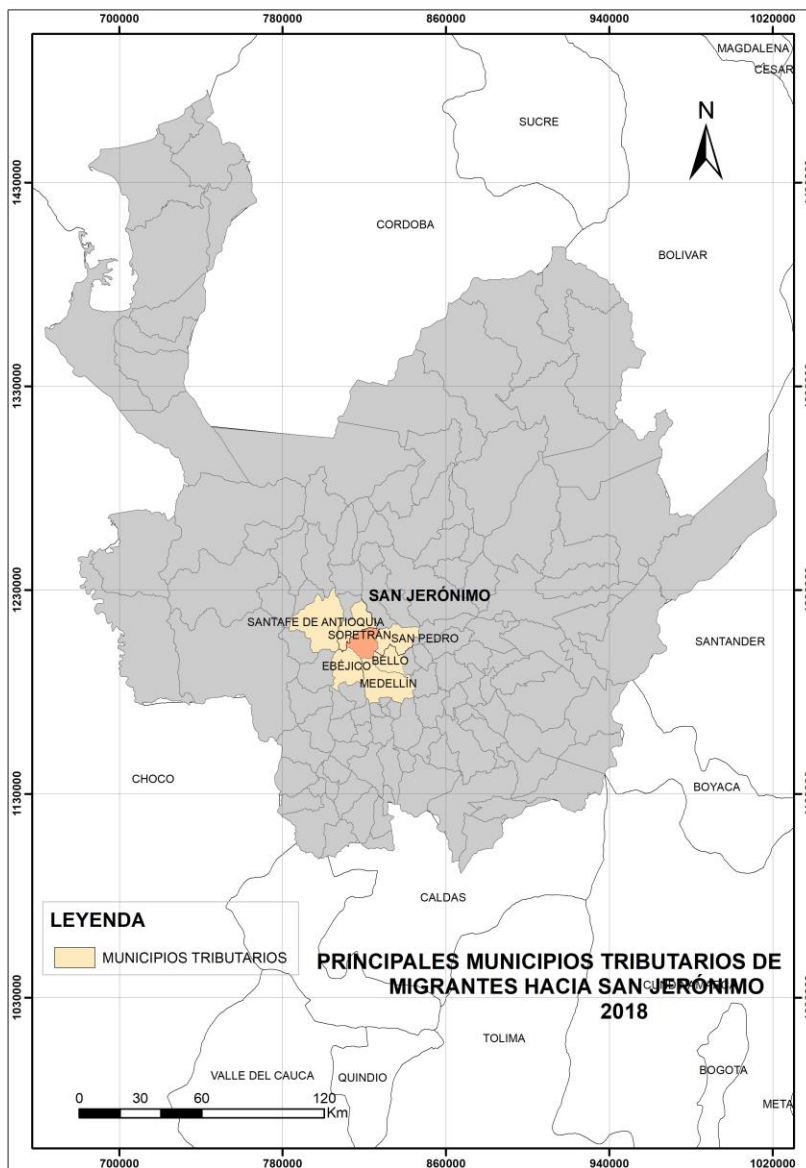 700000 780000 860000 940000 1020000
MAGDALENA
CESAR
SUCRE
N
1430000
CORDOBA
BOLIVAR
1330000
1230000
SAN JERÓNIMO
SANTAFE DE ANTIOQUIA
SOPETRÁN
SAN PEDRO
SANTANDER
EBÉJICO
BELLO
MEDELLÍN
CHOCO
BOYACA
1130000
CALDAS
LEYENDA
MUNICIPIOS TRIBUTARIOS
PRINCIPALES MUNICIPIOS TRIBUTARIOS DE
MIGRANTES HACIA SAN JERÓNIMO
2018
CUNDINAMARCA
1030000
TOLIMA
VALLE DEL CAUCA
QUINDIO
BOGOTA
META
0 30 60 120
Km
700000 780000 860000 940000 1020000